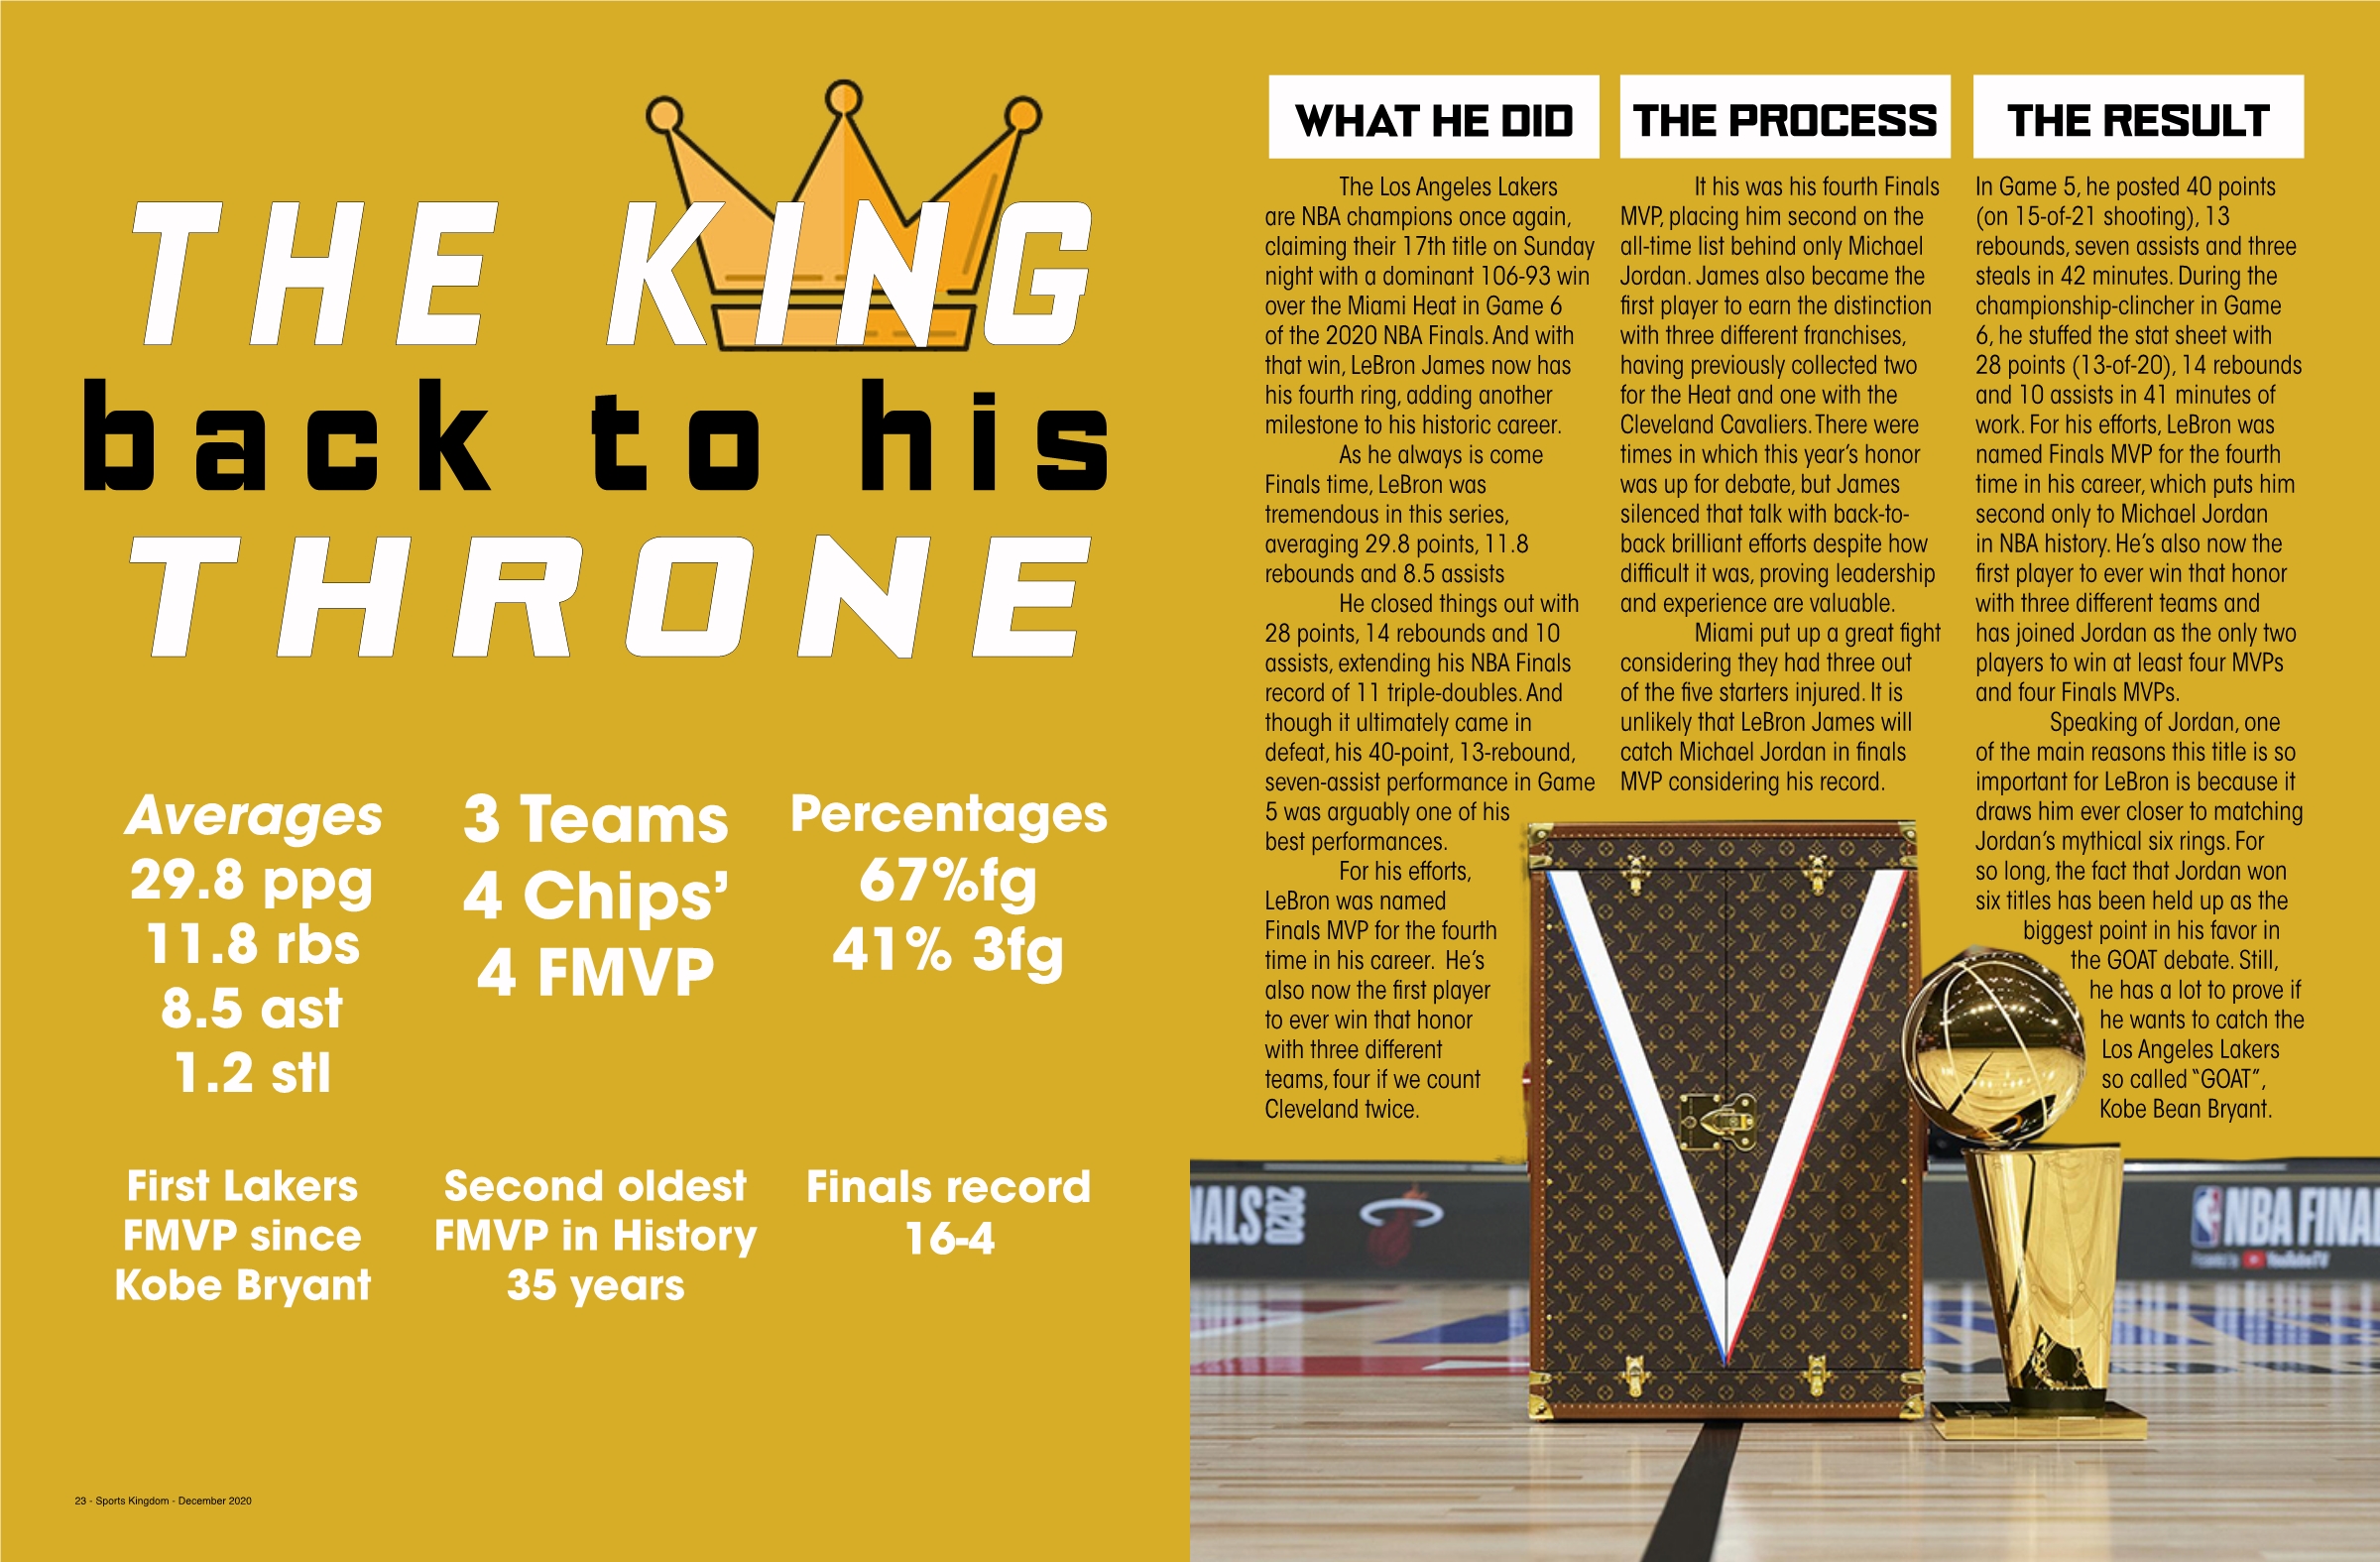 THE KING
back to his
THRONE
Averages
29.8 ppg
11.8 rbs
8.5 ast
1.2 stl
3 Teams
4 Chips’
4 FMVP
Percentages
67%fg
41% 3fg
First Lakers
FMVP since
Kobe Bryant
Second oldest
FMVP in History
35 years
Finals record
16-4
23 - Sports Kingdom - December 2020
WHAT HE DID
The Los Angeles Lakers
are NBA champions once again,
claiming their 17th title on Sunday
night with a dominant 106-93 win
over the Miami Heat in Game 6
of the 2020 NBA Finals. And with
that win, LeBron James now has
his fourth ring, adding another
milestone to his historic career.
As he always is come
Finals time, LeBron was
tremendous in this series,
averaging 29.8 points, 11.8
rebounds and 8.5 assists
He closed things out with
28 points, 14 rebounds and 10
assists, extending his NBA Finals
record of 11 triple-doubles. And
though it ultimately came in
defeat, his 40-point, 13-rebound,
seven-assist performance in Game
5 was arguably one of his
best performances.
For his efforts,
LeBron was named
Finals MVP for the fourth
time in his career. He’s
also now the first player
to ever win that honor
with three different
teams, four if we count
Cleveland twice.
THE PROCESS
It his was his fourth Finals
MVP, placing him second on the
all-time list behind only Michael
Jordan. James also became the
first player to earn the distinction
with three different franchises,
having previously collected two
for the Heat and one with the
Cleveland Cavaliers. There were
times in which this year’s honor
was up for debate, but James
silenced that talk with back-to-
back brilliant efforts despite how
difficult it was, proving leadership
and experience are valuable.
Miami put up a great fight
considering they had three out
of the five starters injured. It is
unlikely that LeBron James will
catch Michael Jordan in finals
MVP considering his record.
THE RESULT
In Game 5, he posted 40 points
(on 15-of-21 shooting), 13
rebounds, seven assists and three
steals in 42 minutes. During the
championship-clincher in Game
6, he stuffed the stat sheet with
28 points (13-of-20), 14 rebounds
and 10 assists in 41 minutes of
work. For his efforts, LeBron was
named Finals MVP for the fourth
time in his career, which puts him
second only to Michael Jordan
in NBA history. He’s also now the
first player to ever win that honor
with three different teams and
has joined Jordan as the only two
players to win at least four MVPs
and four Finals MVPs.
Speaking of Jordan, one
of the main reasons this title is so
important for LeBron is because it
draws him ever closer to matching
Jordan’s mythical six rings. For
so long, the fact that Jordan won
six titles has been held up as the
biggest point in his favor in
the GOAT debate. Still,
he has a lot to prove if
he wants to catch the
Los Angeles Lakers
so called “GOAT”,
Kobe Bean Bryant.
NALS 2020
NBA FINAL
Presented by YouTubeTV